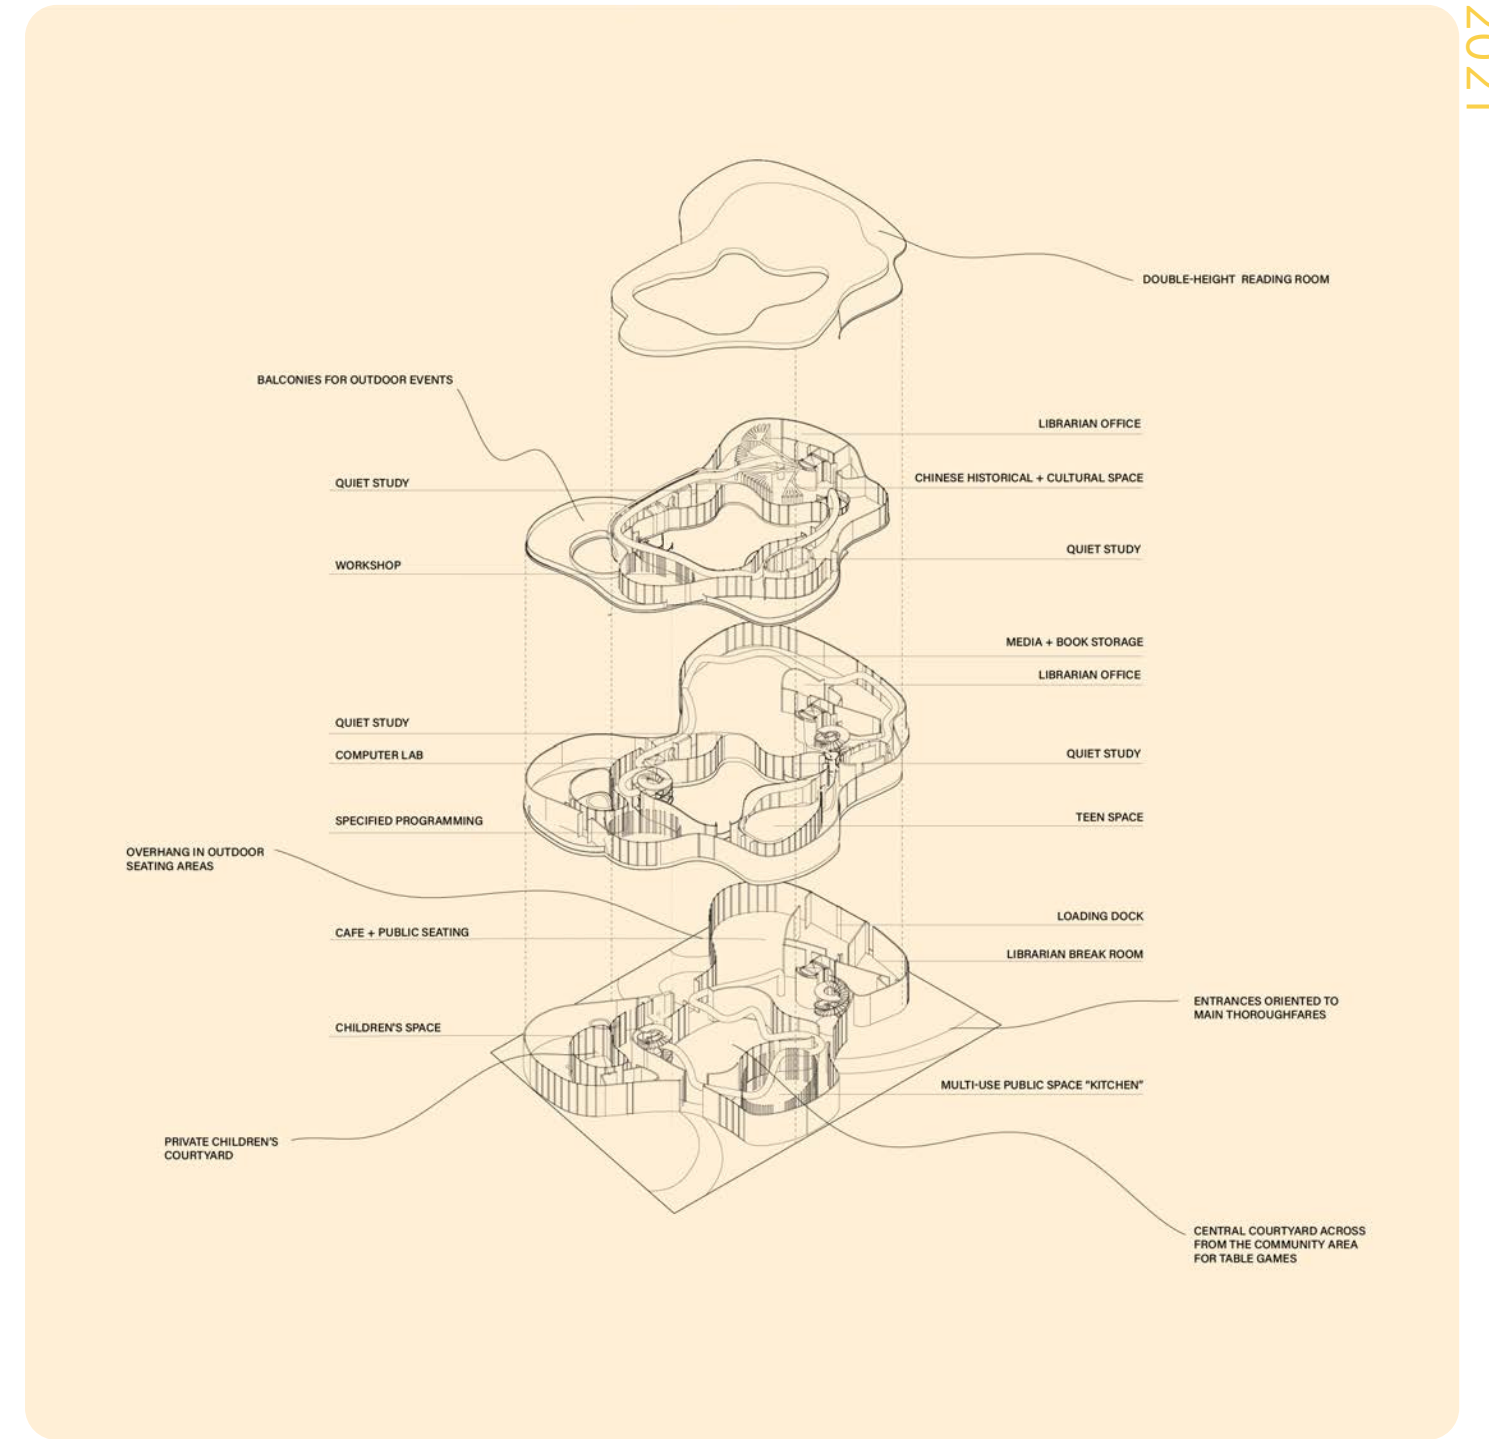 2021
DOUBLE-HEIGHT READING ROOM
BALCONIES FOR OUTDOOR EVENTS
LIBRARIAN OFFICE
CHINESE HISTORICAL + CULTURAL SPACE
QUIET STUDY
QUIET STUDY
WORKSHOP
MEDIA + BOOK STORAGE
LIBRARIAN OFFICE
QUIET STUDY
COMPUTER LAB
QUIET STUDY
SPECIFIED PROGRAMMING
TEEN SPACE
OVERHANG IN OUTDOOR
SEATING AREAS
LOADING DOCK
CAFE + PUBLIC SEATING
LIBRARIAN BREAK ROOM
ENTRANCES ORIENTED TO
MAIN THOROUGHFARES
CHILDREN'S SPACE
MULTI-USE PUBLIC SPACE "KITCHEN"
PRIVATE CHILDREN'S
COURTYARD
CENTRAL COURTYARD ACROSS
FROM THE COMMUNITY AREA
FOR TABLE GAMES